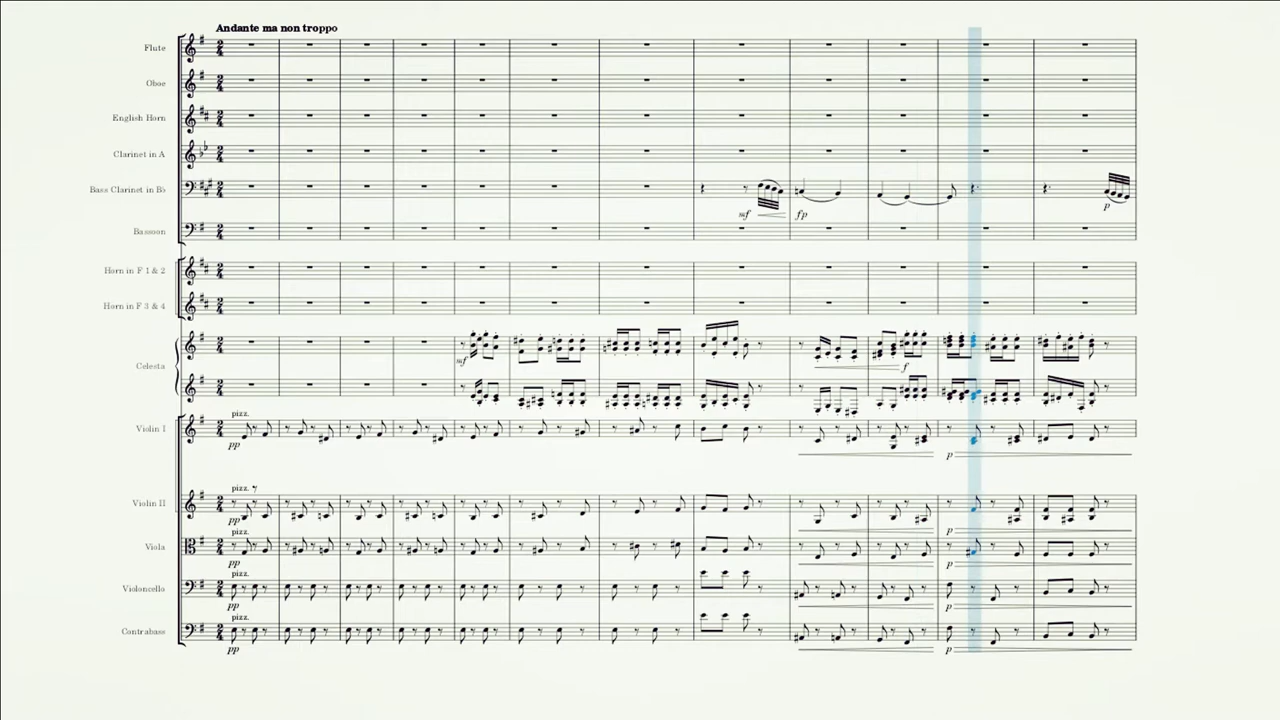 Andante ma non troppo
Flute
Oboe
English Horn
Clarinet in A
Bass Clarinet in B♭
mf fp p
Bassoon
Horn in F 1 & 2
Horn in F 3 & 4
mf f
Celesta
pizz.
Violin I
pp p
pizz.
Violin II
pp p
pizz.
Viola
pp p
pizz.
Violoncello
pp p
pizz.
Contrabass
pp p